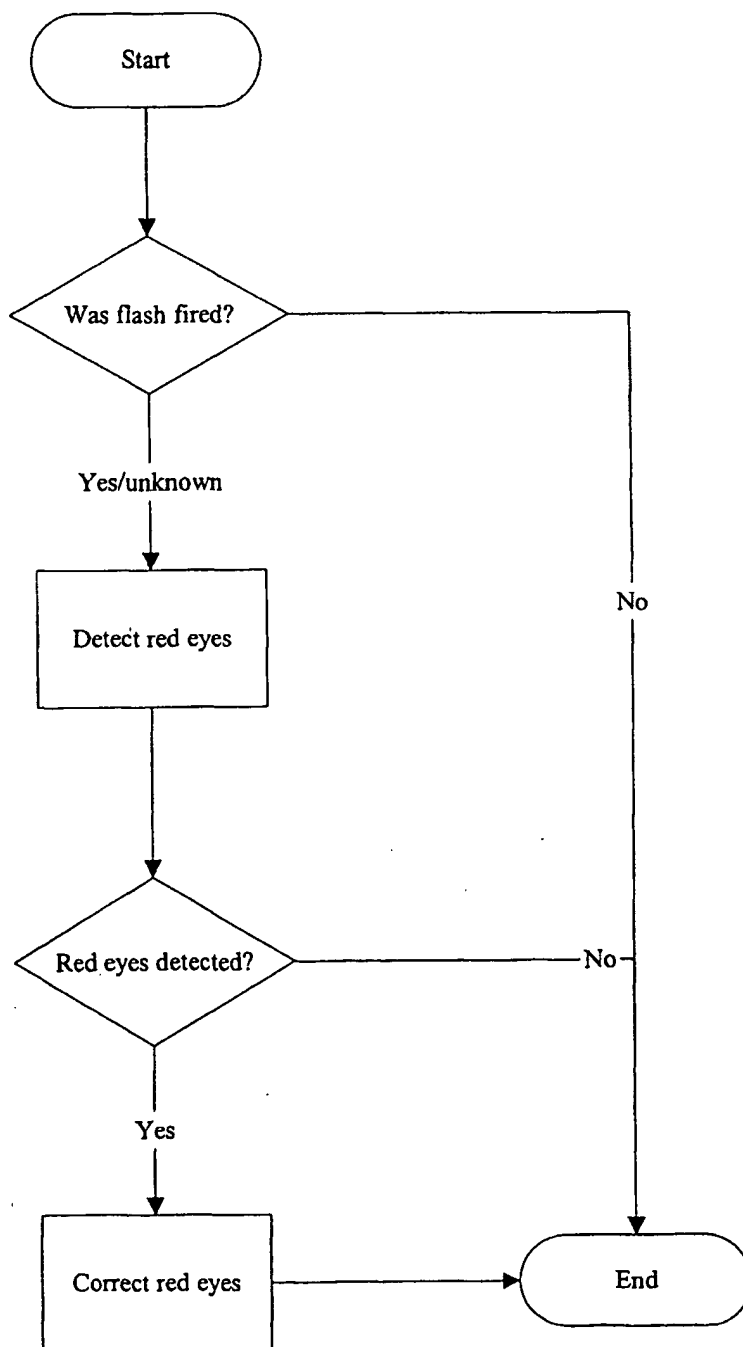 Start
Was flash fired?
Yes/unknown
Detect red eyes
No
Red eyes detected?
No
Yes
Correct red eyes
End